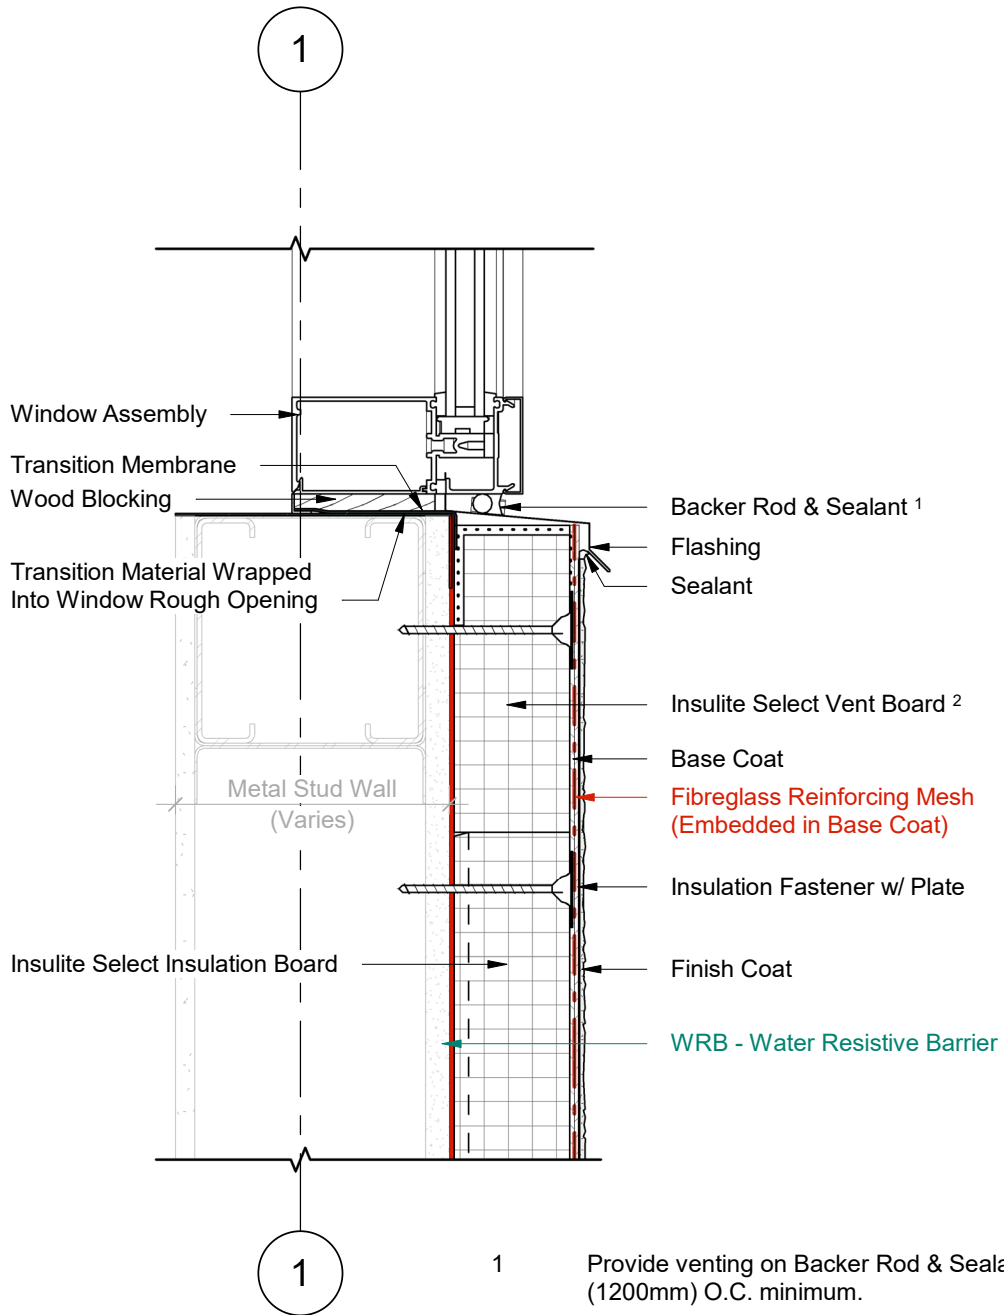 1
Window Assembly
Transition Membrane
Wood Blocking
Backer Rod & Sealant 1
Flashing
Transition Material Wrapped
Into Window Rough Opening
Sealant
Insulite Select Vent Board 2
Base Coat
Metal Stud Wall
(Varies)
Fibreglass Reinforcing Mesh
(Embedded in Base Coat)
Insulation Fastener w/ Plate
Insulite Select Insulation Board
Finish Coat
WRB - Water Resistive Barrier
1
1 Provide venting on Backer Rod &
(1200mm) O.C. minimum.